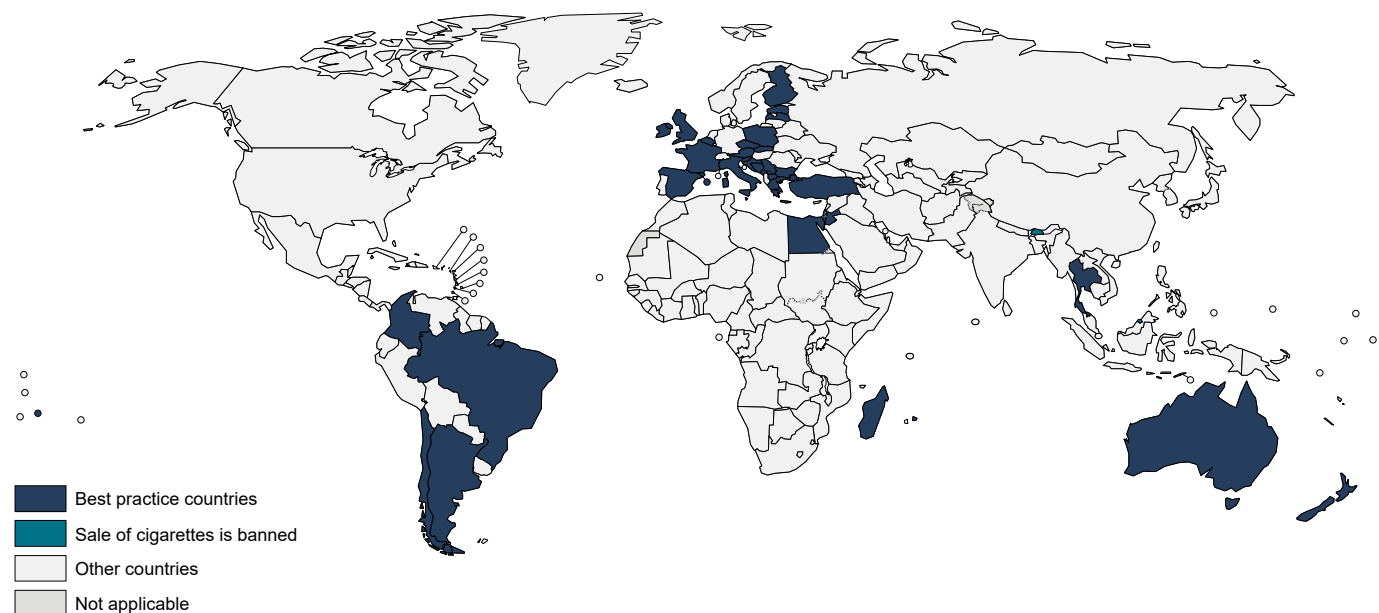 Best practice countries
Sale of cigarettes is banned
Other countries
Not applicable